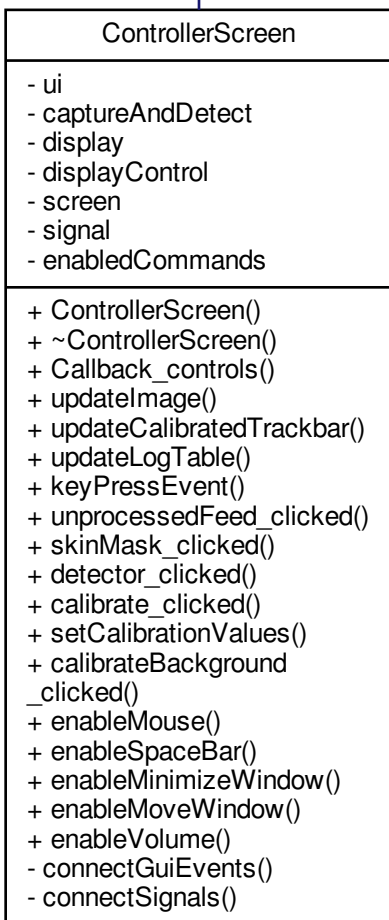 ControllerScreen
- ui
- captureAndDetect
- display
- displayControl
- screen
- signal
- enabledCommands
+ ControllerScreen()
+ ~ControllerScreen()
+ Callback_controls()
+ updateImage()
+ updateCalibratedTrackbar()
+ updateLogTable()
+ keyPressEvent()
+ unprocessedFeed_clicked()
+ skinMask_clicked()
+ detector_clicked()
+ calibrate_clicked()
+ setCalibrationValues()
+ calibrateBackground
_clicked()
+ enableMouse()
+ enableSpaceBar()
+ enableMinimizeWindow()
+ enableMoveWindow()
+ enableVolume()
- connectGuiEvents()
- connectSignals()